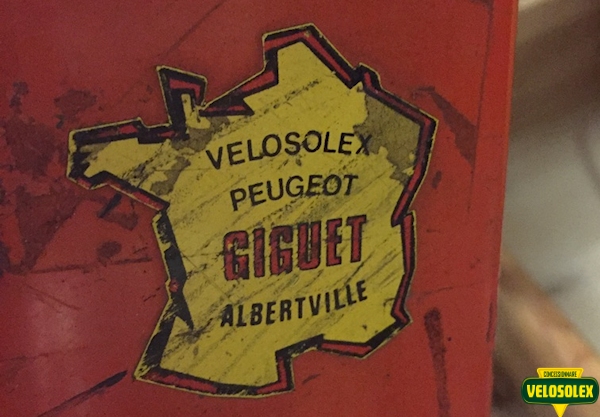 VELOSOLEX
PEUGEOT
GIGUET
ALBERTVILLE
CONCESSIONNAIRE
VELOSOLEX